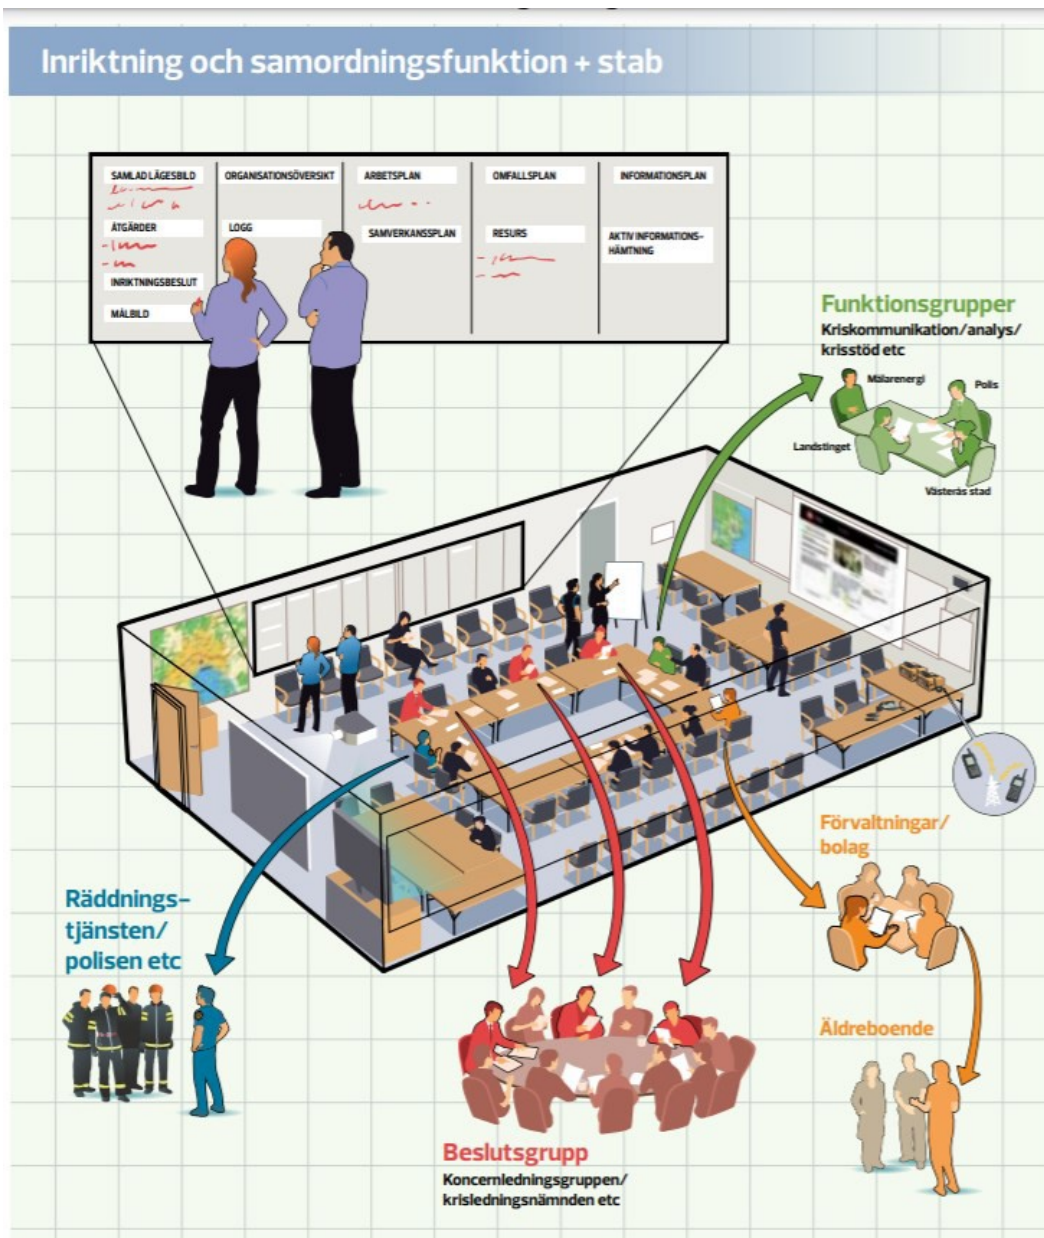 Inriktning och samordningsfunktion + stab
SAMLAD LÄGESBILD
ÅTGÄRDER
INRIKTNINGSBESLUT
MÅLBILD
ORGANISATIONSÖVERSIKT
LOGG
ARBETSPLAN
SAMVERKANSSPLAN
OMFALLSPLAN
RESURS
INFORMATIONSPLAN
AKTIV INFORMATIONS-
HÄMTNING
Funktionsgrupper
Kriskommunikation/analys/
krisstöd etc
Mälarenergi
Polis
Landstinget
Västerås stad
Förvaltningar/
bolag
Räddnings-
tjänsten/
polisen etc
Äldreboende
Beslutsgrupp
Koncernledningsgruppen/
krisledningsnämnden etc